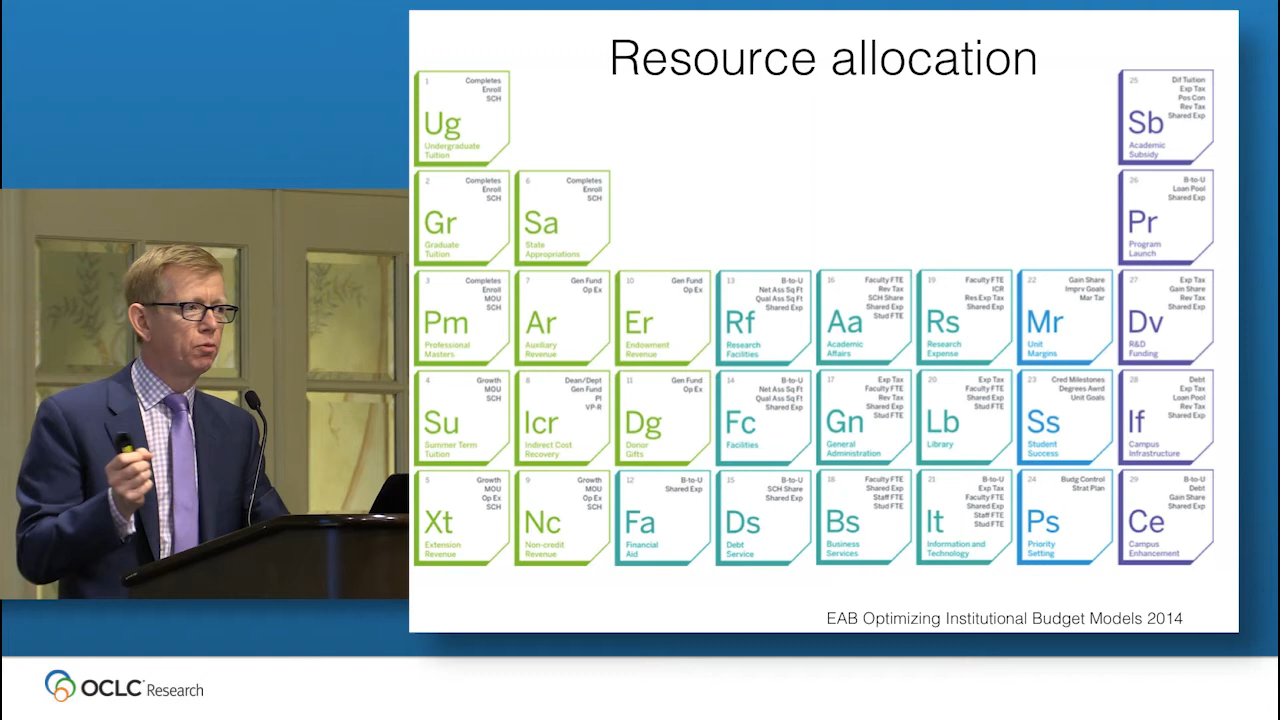 Resource allocation
1
Completes
Enroll
SCH
Ug
Undergraduate
Tuition
25
Dif Tuition
Exp Tax
Pos Con
Rev Tax
Shared Exp
Sb
Academic
Subsidy
2
Completes
Enroll
SCH
Gr
Graduate
Tuition
6
Completes
Enroll
SCH
Sa
State
Appropriations
26
B-to-U
Loan Pool
Shared Exp
Pr
Program
Launch
3
Completes
Enroll
MOU
SCH
Pm
Professional
Masters
7
Gen Fund
Op Ex
Ar
Auxiliary
Revenue
10
Gen Fund
Op Ex
Er
Endowment
Revenue
13
B-to-U
Net Ass Sq Ft
Qual Ass Sq Ft
Shared Exp
Rf
Research
Facilities
16
Faculty FTE
Rev Tax
SCH Share
Shared Exp
Stud FTE
Aa
Academic
Affairs
19
Faculty FTE
ICR
Res Exp Tax
Shared Exp
Rs
Research
Expense
22
Gain Share
Imprv Goals
Mar Tar
Mr
Unit
Margins
27
Exp Tax
Gain Share
Rev Tax
Shared Exp
Dv
R&D
Funding
4
Growth
MOU
SCH
Su
Summer Term
Tuition
8
Dean/Dept
Gen Fund
PI
VP-R
Icr
Indirect Cost
Recovery
11
Gen Fund
Op Ex
Dg
Donor
Gifts
14
B-to-U
Net Ass Sq Ft
Qual Ass Sq Ft
Shared Exp
Fc
Facilities
17
Exp Tax
Faculty FTE
Rev Tax
Shared Exp
Stud FTE
Gn
General
Administration
20
Exp Tax
Faculty FTE
Shared Exp
Stud FTE
Lb
Library
23
Cred Milestones
Degrees Awrd
Unit Goals
Ss
Student
Success
28
Debt
Exp Tax
Loan Pool
Rev Tax
Shared Exp
If
Campus
Infrastructure
5
Growth
MOU
Op Ex
SCH
Xt
Extension
Revenue
9
Growth
MOU
Op Ex
SCH
Nc
Non-credit
Revenue
12
B-to-U
Shared Exp
Fa
Financial
Aid
15
B-to-U
SCH Share
Shared Exp
Ds
Debt
Service
18
Faculty FTE
Shared Exp
Staff FTE
Stud FTE
Bs
Business
Services
21
B-to-U
Exp Tax
Faculty FTE
Shared Exp
Staff FTE
Stud FTE
It
Information and
Technology
24
Budg Control
Strat Plan
Ps
Priority
Setting
29
B-to-U
Debt
Gain Share
Shared Exp
Ce
Campus
Enhancement
EAB Optimizing Institutional Budget Models 2014
OCLC Research